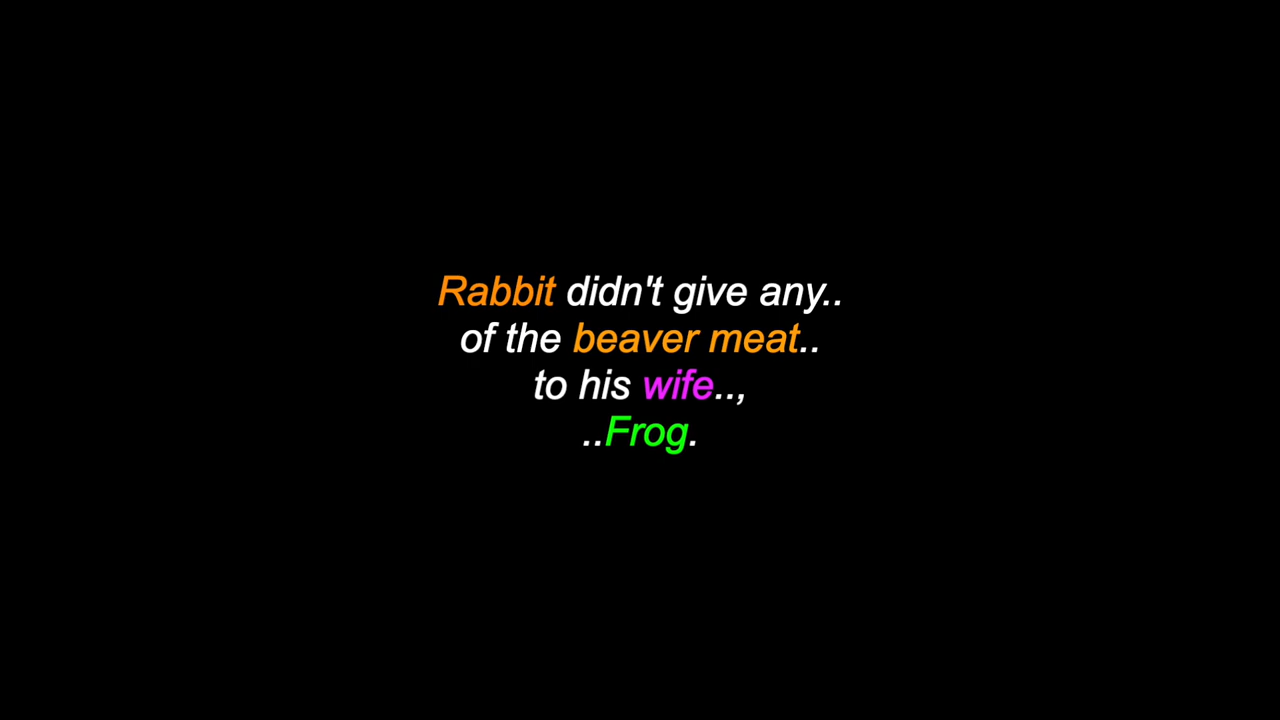 Rabbit didn't give any..
of the beaver meat..
to his wife..,
..Frog.